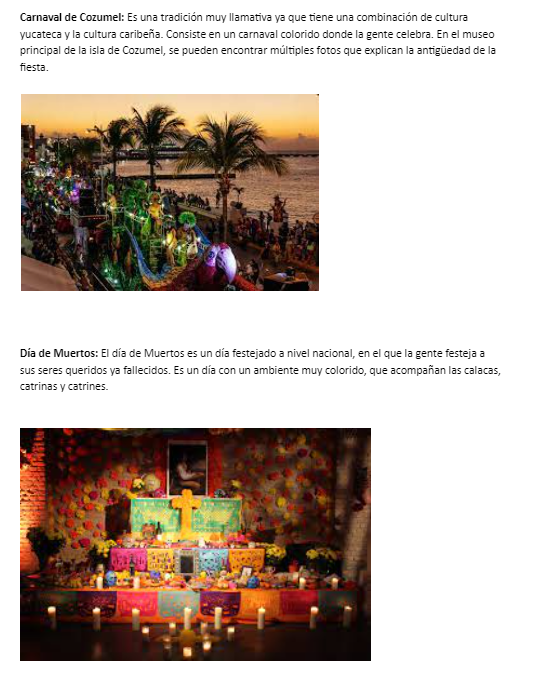 Carnaval de Cozumel: Es una tradición muy llamativa ya que tiene una combinación de cultura
yucateca y la cultura caribeña. Consiste en un carnaval colorido donde la gente celebra. En el museo
principal de la isla de Cozumel, se pueden encontrar múltiples fotos que explican la antigüedad de la
fiesta.
Día de Muertos: El día de Muertos es un día festejado a nivel nacional, en el que la gente festeja a
sus seres queridos ya fallecidos. Es un día con un ambiente muy colorido, que acompañan las calacas,
catrinas y catrines.